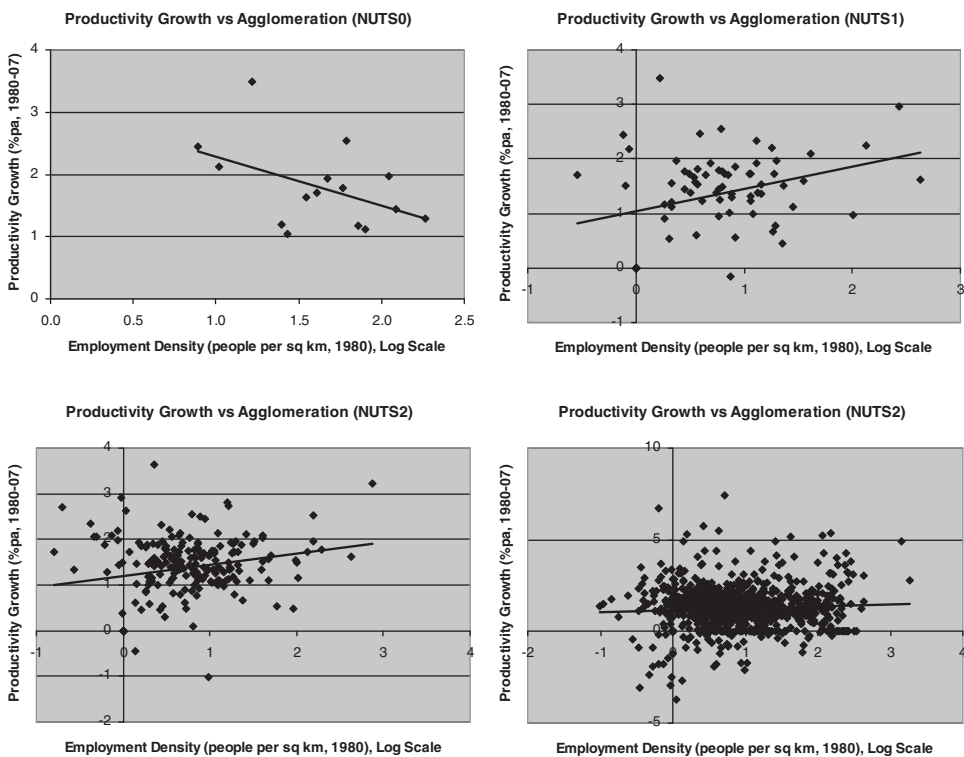 Productivity Growth vs Agglomeration (NUTS0)
Productivity Growth (%pa, 1980-07)
4
3
2
1
0
0.0 0.5 1.0 1.5 2.0 2.5
Employment Density (people per sq km, 1980), Log Scale
Productivity Growth vs Agglomeration (NUTS1)
Productivity Growth (%pa, 1980-07)
4
3
2
1
0
-1
-1 0 1 2 3
Employment Density (people per sq km, 1980), Log Scale
Productivity Growth vs Agglomeration (NUTS2)
Productivity Growth (%pa, 1980-07)
4
3
2
1
0
-1
-2
-1 0 1 2 3 4
Employment Density (people per sq km, 1980), Log Scale
Productivity Growth vs Agglomeration (NUTS2)
Productivity Growth (%pa, 1980-07)
10
5
0
-5
-2 -1 0 1 2 3 4
Employment Density (people per sq km, 1980), Log Scale